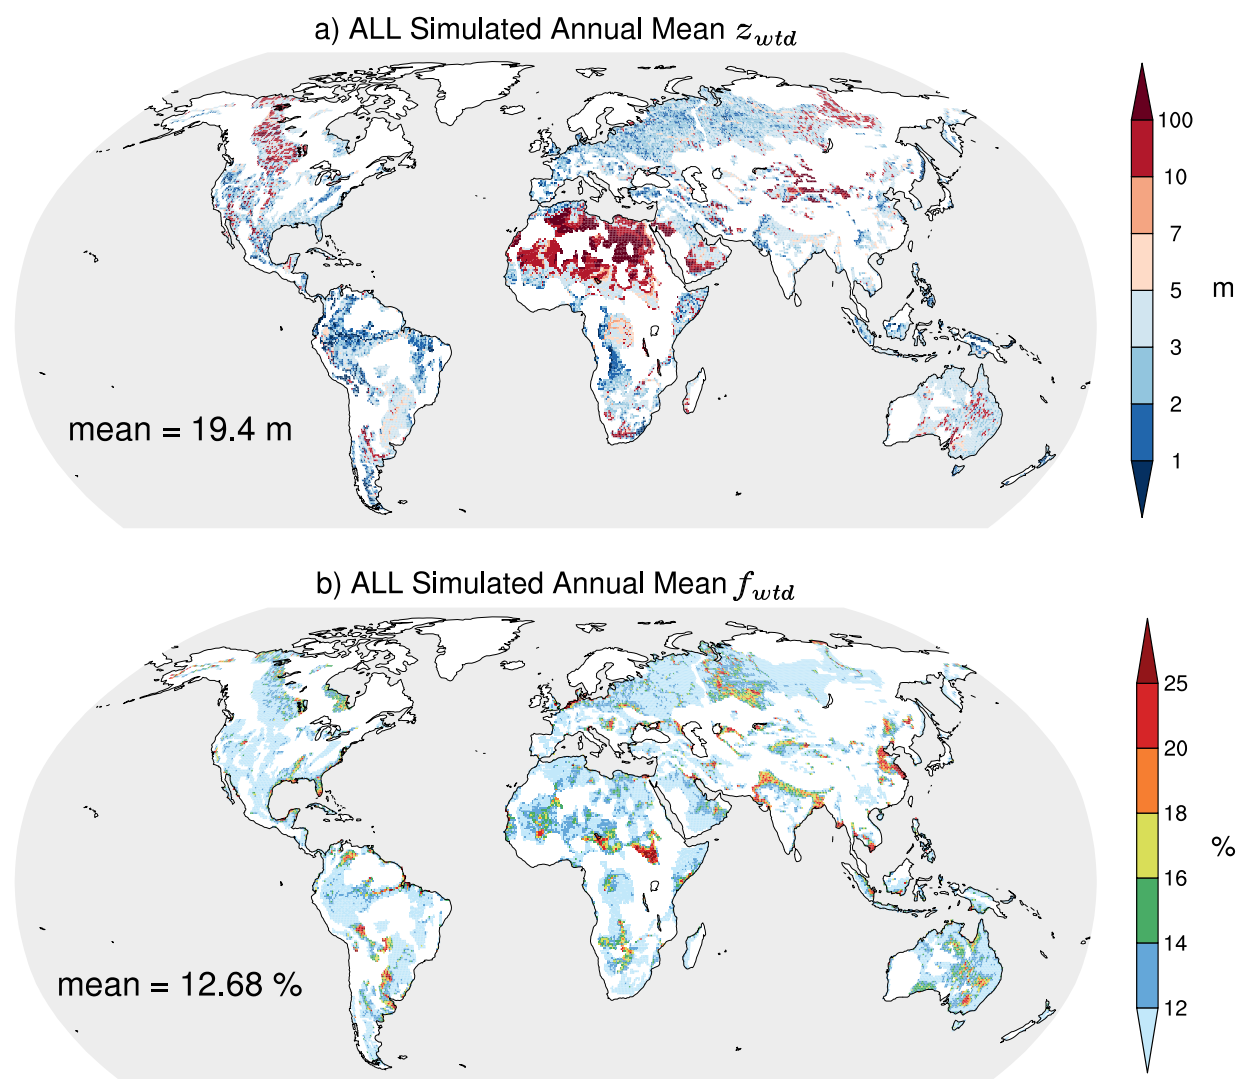 a) ALL Simulated Annual Mean z_wtd
100
10
7
5
3
2
1
m
mean = 19.4 m
b) ALL Simulated Annual Mean f_wtd
25
20
18
16
14
12
%
mean = 12.68 %